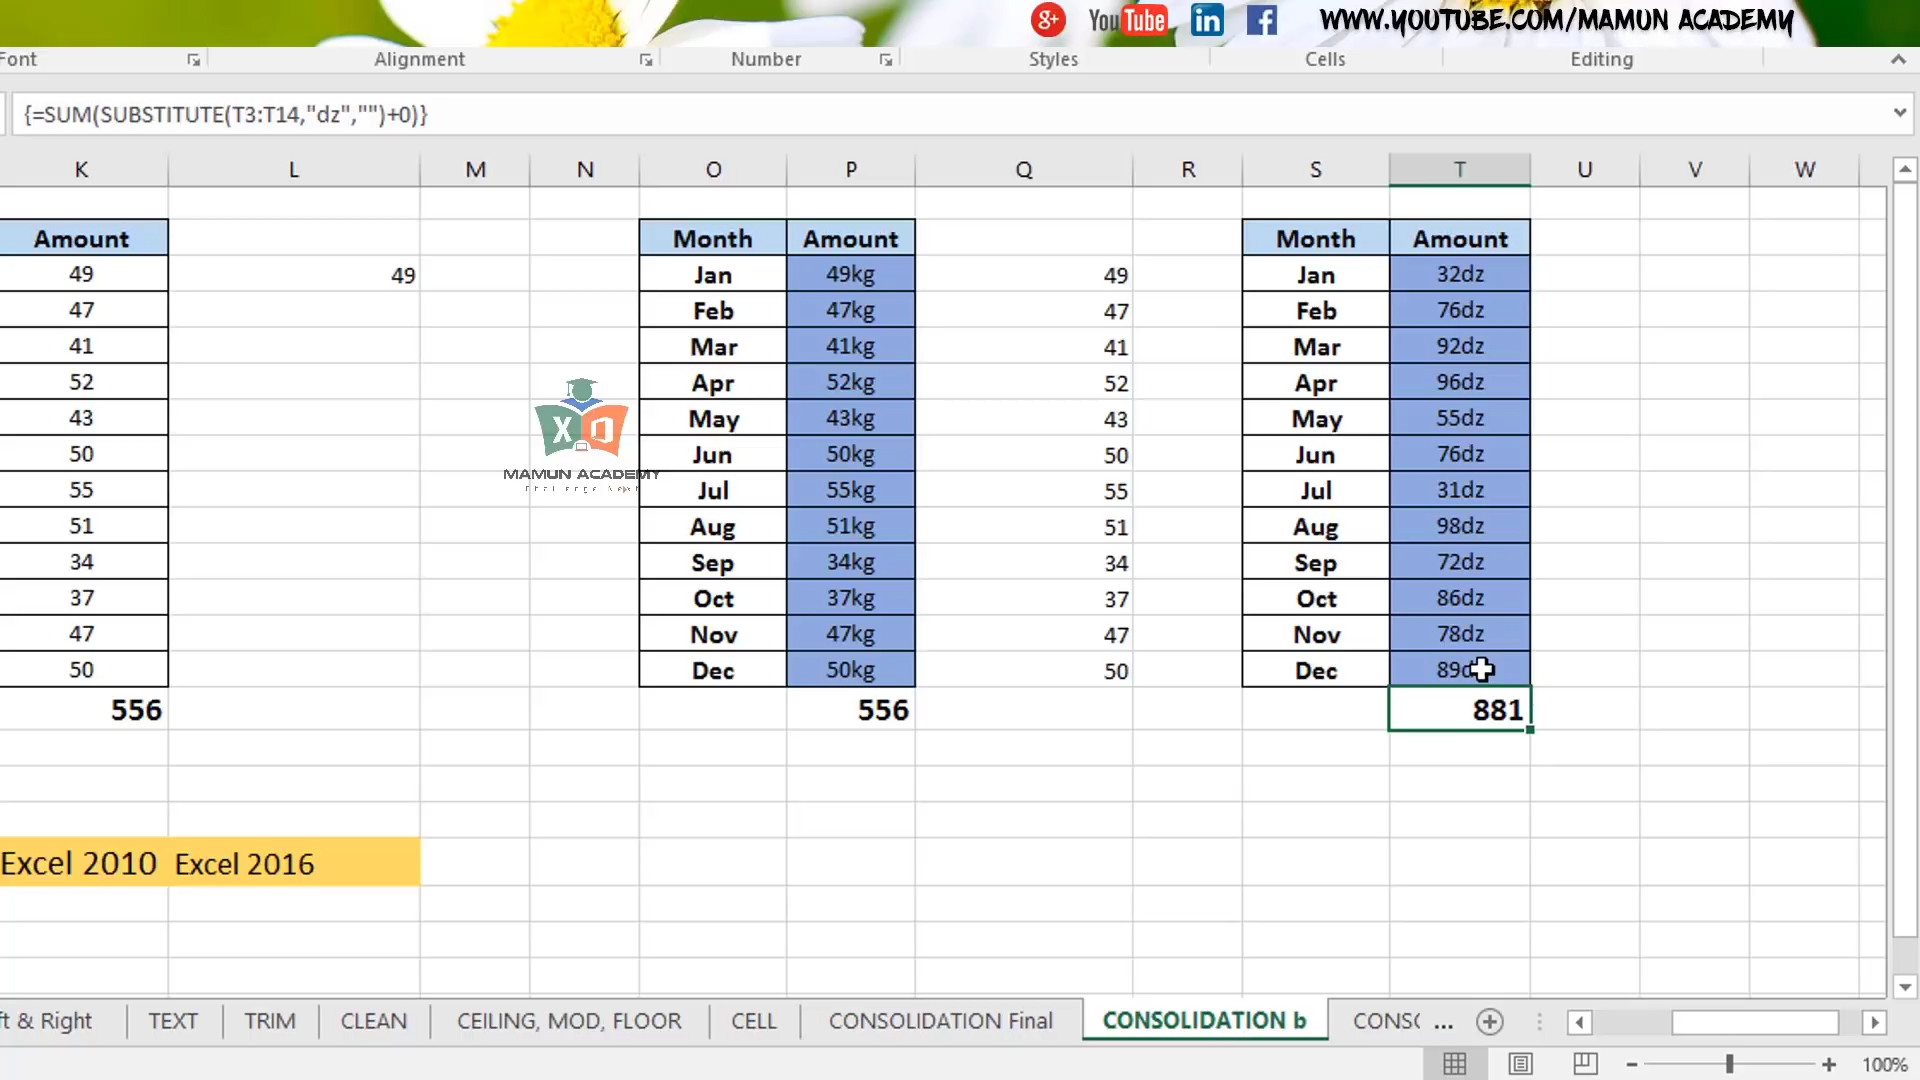 You Tube in f WWW.YOUTUBE.COM/MAMUN ACADEMY
Font Alignment Number Styles Cells Editing
{=SUM(SUBSTITUTE(T3:T14,"dz","")+0)}
K L M N O P Q R S T U V W
Amount Month Amount Month Amount
49 49 Jan 49kg 49 Jan 32dz
47 Feb 47kg 47 Feb 76dz
41 Mar 41kg 41 Mar 92dz
52 Apr 52kg 52 Apr 96dz
43 May 43kg 43 May 55dz
50 Jun 50kg 50 Jun 76dz
MAMUN ACADEMY
55 Jul 55kg 55 Jul 31dz
51 Aug 51kg 51 Aug 98dz
34 Sep 34kg 34 Sep 72dz
37 Oct 37kg 37 Oct 86dz
47 Nov 47kg 47 Nov 78dz
50 Dec 50kg 50 Dec 89d
556 556 881
Excel 2010 Excel 2016
ft & Right TEXT TRIM CLEAN CEILING, MOD, FLOOR CELL CONSOLIDATION Final CONSOLIDATION b CONSC ...
100%